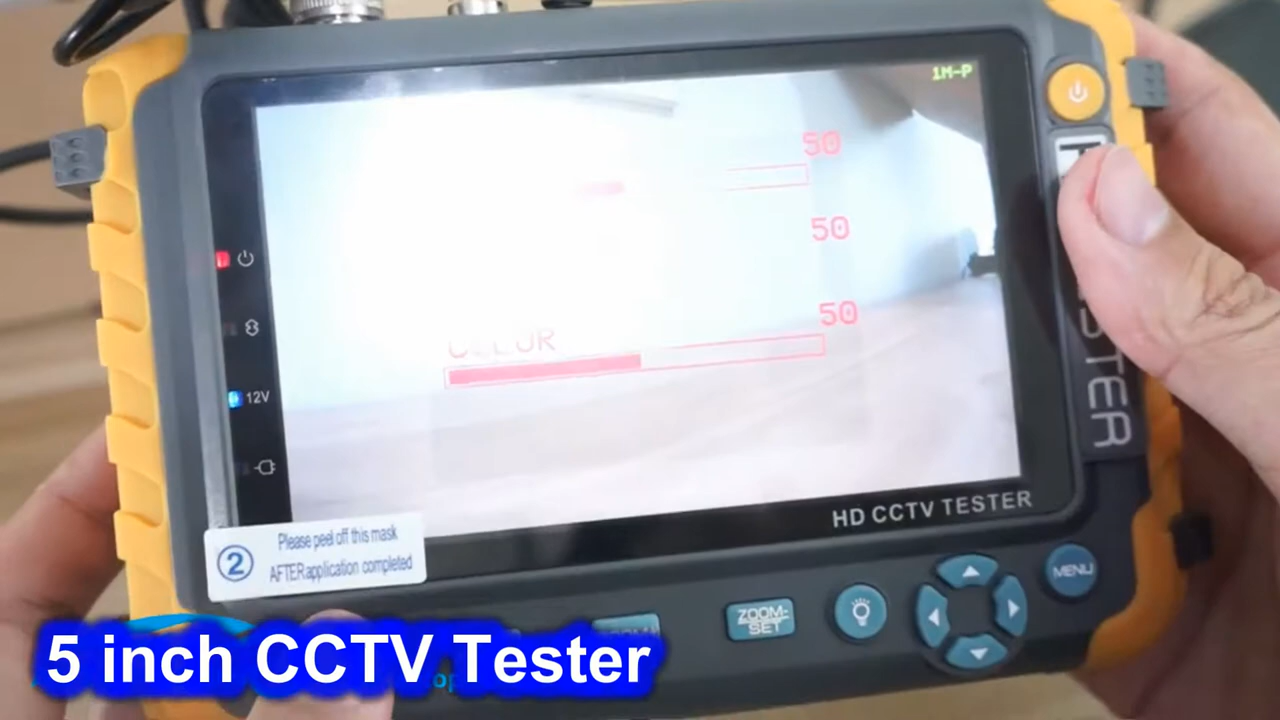 1M-P
50
50
COLOUR
50
12V
HD CCTV TESTER
2
Please peel off this mask
AFTER application completed
MENU
ZOOM-
SET
5 inch CCTV Tester